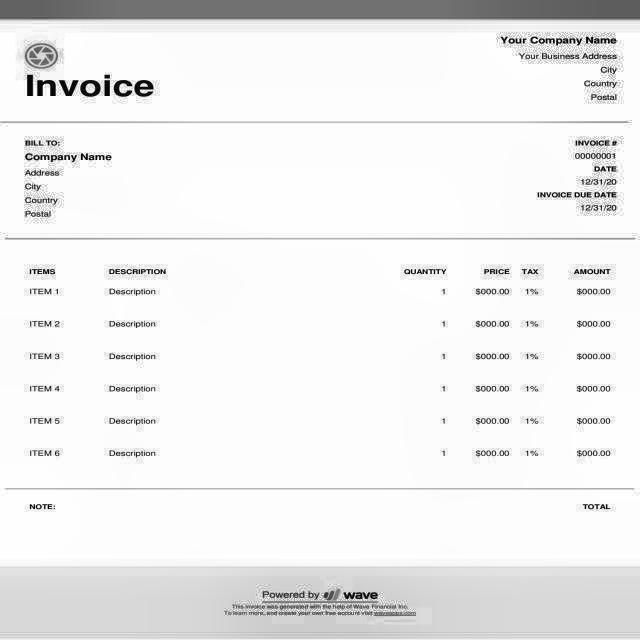 Your Company Name
Your Business Address
City
Country
Postal
Invoice
BILL TO:
Company Name
Address
City
Country
Postal
INVOICE #
00000001
DATE
12/31/20
INVOICE DUE DATE
12/31/20
ITEMS DESCRIPTION QUANTITY PRICE TAX AMOUNT
ITEM 1 Description 1 $000.00 1% $000.00
ITEM 2 Description 1 $000.00 1% $000.00
ITEM 3 Description 1 $000.00 1% $000.00
ITEM 4 Description 1 $000.00 1% $000.00
ITEM 5 Description 1 $000.00 1% $000.00
ITEM 6 Description 1 $000.00 1% $000.00
NOTE: TOTAL
Powered by wave
This invoice was generated with the help of Wave Financial Inc.
To learn more, and create your own free account visit waveapps.com